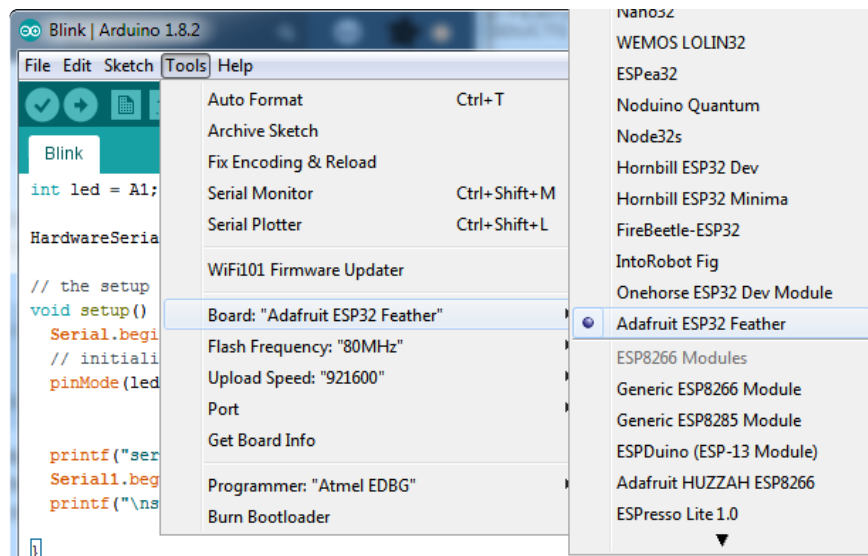 Blink | Arduino 1.8.2
File Edit Sketch Tools Help
Blink
int led = A1;
HardwareSeria
// the setup
void setup()
Serial.begi
// initiali
pinMode(led
printf("ser
Serial1.beg
printf("\ns
}
Auto Format Ctrl+T
Archive Sketch
Fix Encoding & Reload
Serial Monitor Ctrl+Shift+M
Serial Plotter Ctrl+Shift+L
WiFi101 Firmware Updater
Board: "Adafruit ESP32 Feather"
Flash Frequency: "80MHz"
Upload Speed: "921600"
Port
Get Board Info
Programmer: "Atmel EDBG"
Burn Bootloader
Nano32
WEMOS LOLIN32
ESPea32
Noduino Quantum
Node32s
Hornbill ESP32 Dev
Hornbill ESP32 Minima
FireBeetle-ESP32
IntoRobot Fig
Onehorse ESP32 Dev Module
Adafruit ESP32 Feather
ESP8266 Modules
Generic ESP8266 Module
Generic ESP8285 Module
ESPDuino (ESP-13 Module)
Adafruit HUZZAH ESP8266
ESPresso Lite 1.0